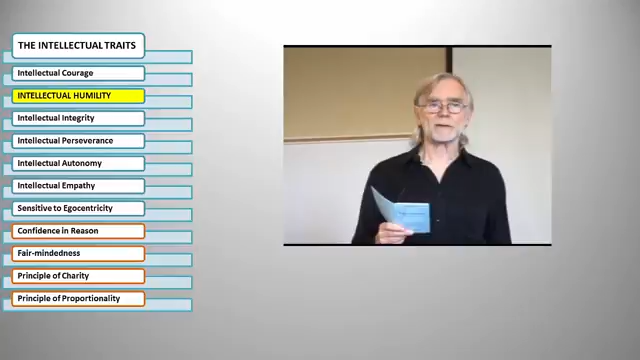 THE INTELLECTUAL TRAITS
Intellectual Courage
INTELLECTUAL HUMILITY
Intellectual Integrity
Intellectual Perseverance
Intellectual Autonomy
Intellectual Empathy
Sensitive to Egocentricity
Confidence in Reason
Fair-mindedness
Principle of Charity
Principle of Proportionality